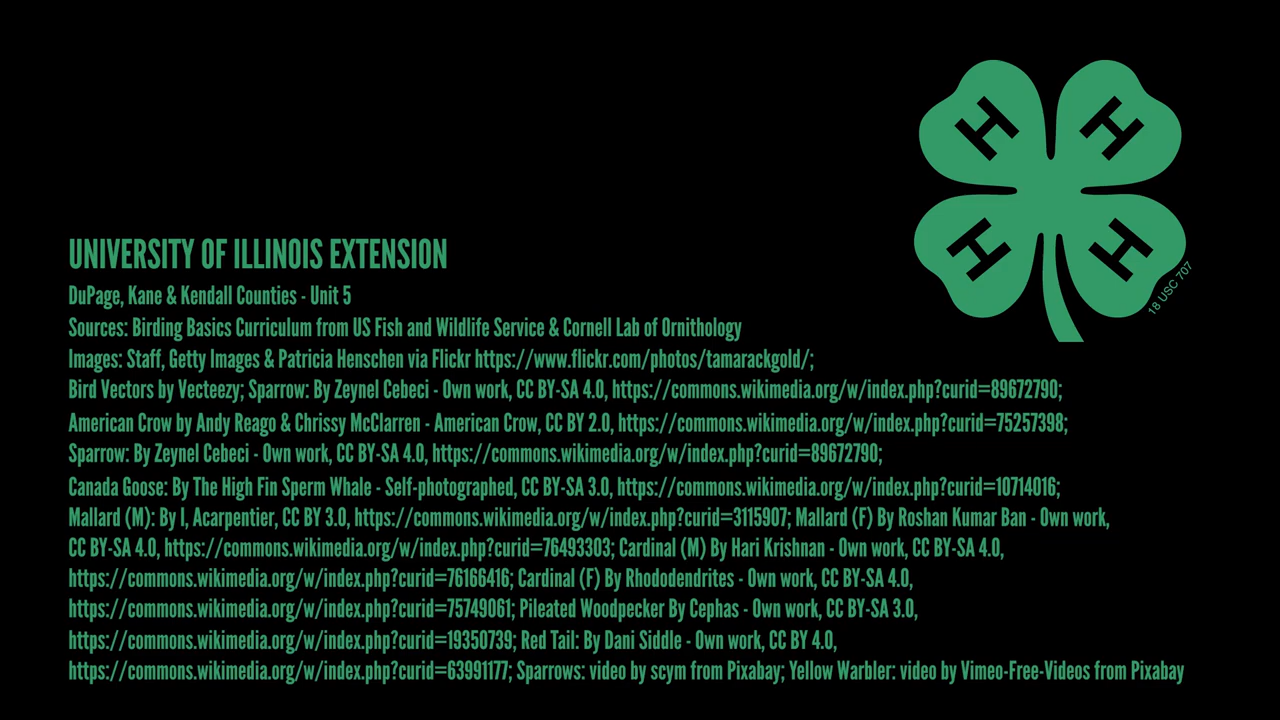 H H
H H
18 USC 707
UNIVERSITY OF ILLINOIS EXTENSION
DuPage, Kane & Kendall Counties - Unit 5
Sources: Birding Basics Curriculum from US Fish and Wildlife Service & Cornell Lab of Ornithology
Images: Staff, Getty Images & Patricia Henschen via Flickr https://www.flickr.com/photos/tamarackgold/;
Bird Vectors by Vecteezy; Sparrow: By Zeynel Cebeci - Own work, CC BY-SA 4.0, https://commons.wikimedia.org/w/index.php?curid=89672790;
American Crow by Andy Reago & Chrissy McClarren - American Crow, CC BY 2.0, https://commons.wikimedia.org/w/index.php?curid=75257398;
Sparrow: By Zeynel Cebeci - Own work, CC BY-SA 4.0, https://commons.wikimedia.org/w/index.php?curid=89672790;
Canada Goose: By The High Fin Sperm Whale - Self-photographed, CC BY-SA 3.0, https://commons.wikimedia.org/w/index.php?curid=10714016;
Mallard (M): By I, Acarpentier, CC BY 3.0, https://commons.wikimedia.org/w/index.php?curid=3115907; Mallard (F) By Roshan Kumar Ban - Own work,
CC BY-SA 4.0, https://commons.wikimedia.org/w/index.php?curid=76493303; Cardinal (M) By Hari Krishnan - Own work, CC BY-SA 4.0,
https://commons.wikimedia.org/w/index.php?curid=76166416; Cardinal (F) By Rhododendrites - Own work, CC BY-SA 4.0,
https://commons.wikimedia.org/w/index.php?curid=75749061; Pileated Woodpecker By Cephas - Own work, CC BY-SA 3.0,
https://commons.wikimedia.org/w/index.php?curid=19350739; Red Tail: By Dani Siddle - Own work, CC BY 4.0,
https://commons.wikimedia.org/w/index.php?curid=63991177; Sparrows: video by scym from Pixabay; Yellow Warbler: video by Vimeo-Free-Videos from Pixabay